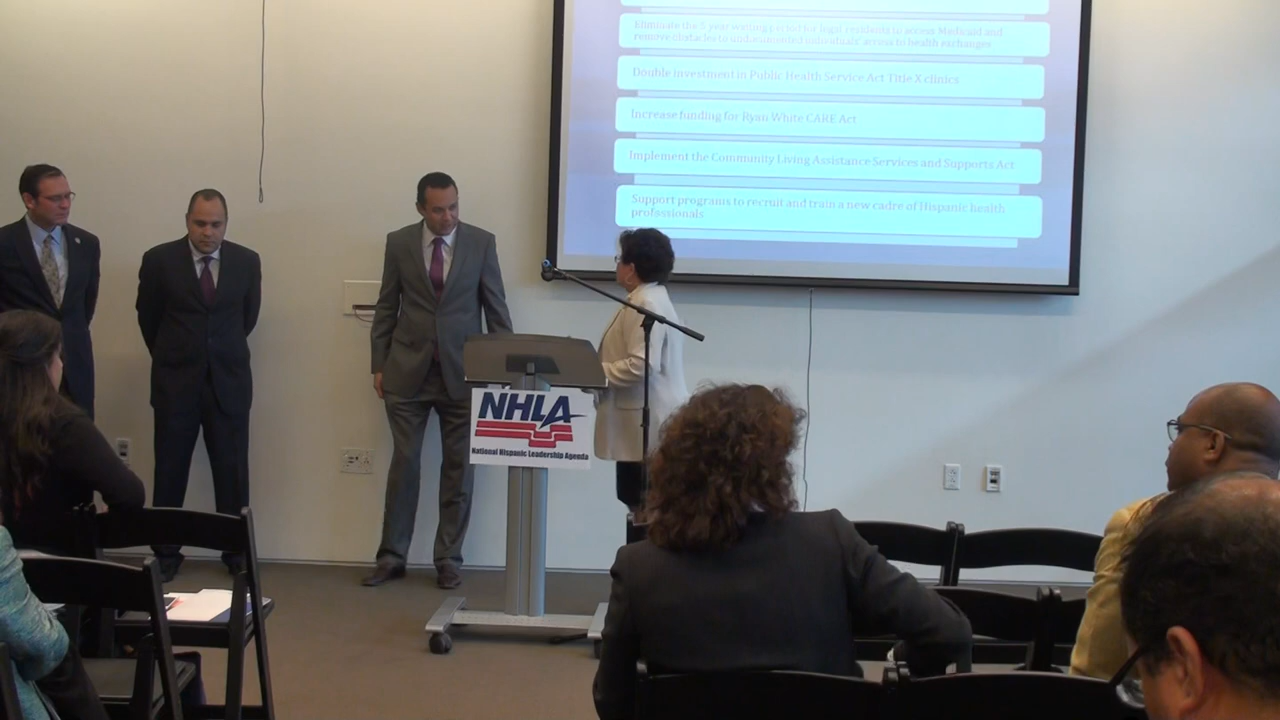 Eliminate the 5 year waiting period for legal residents to access Medicaid and
remove obstacles to undocumented individuals' access to health exchanges
Double investment in Public Health Service Act Title X clinics
Increase funding for Ryan White CARE Act
Implement the Community Living Assistance Services and Supports Act
Support programs to recruit and train a new cadre of Hispanic health
professionals
NHLA
National Hispanic Leadership Agenda